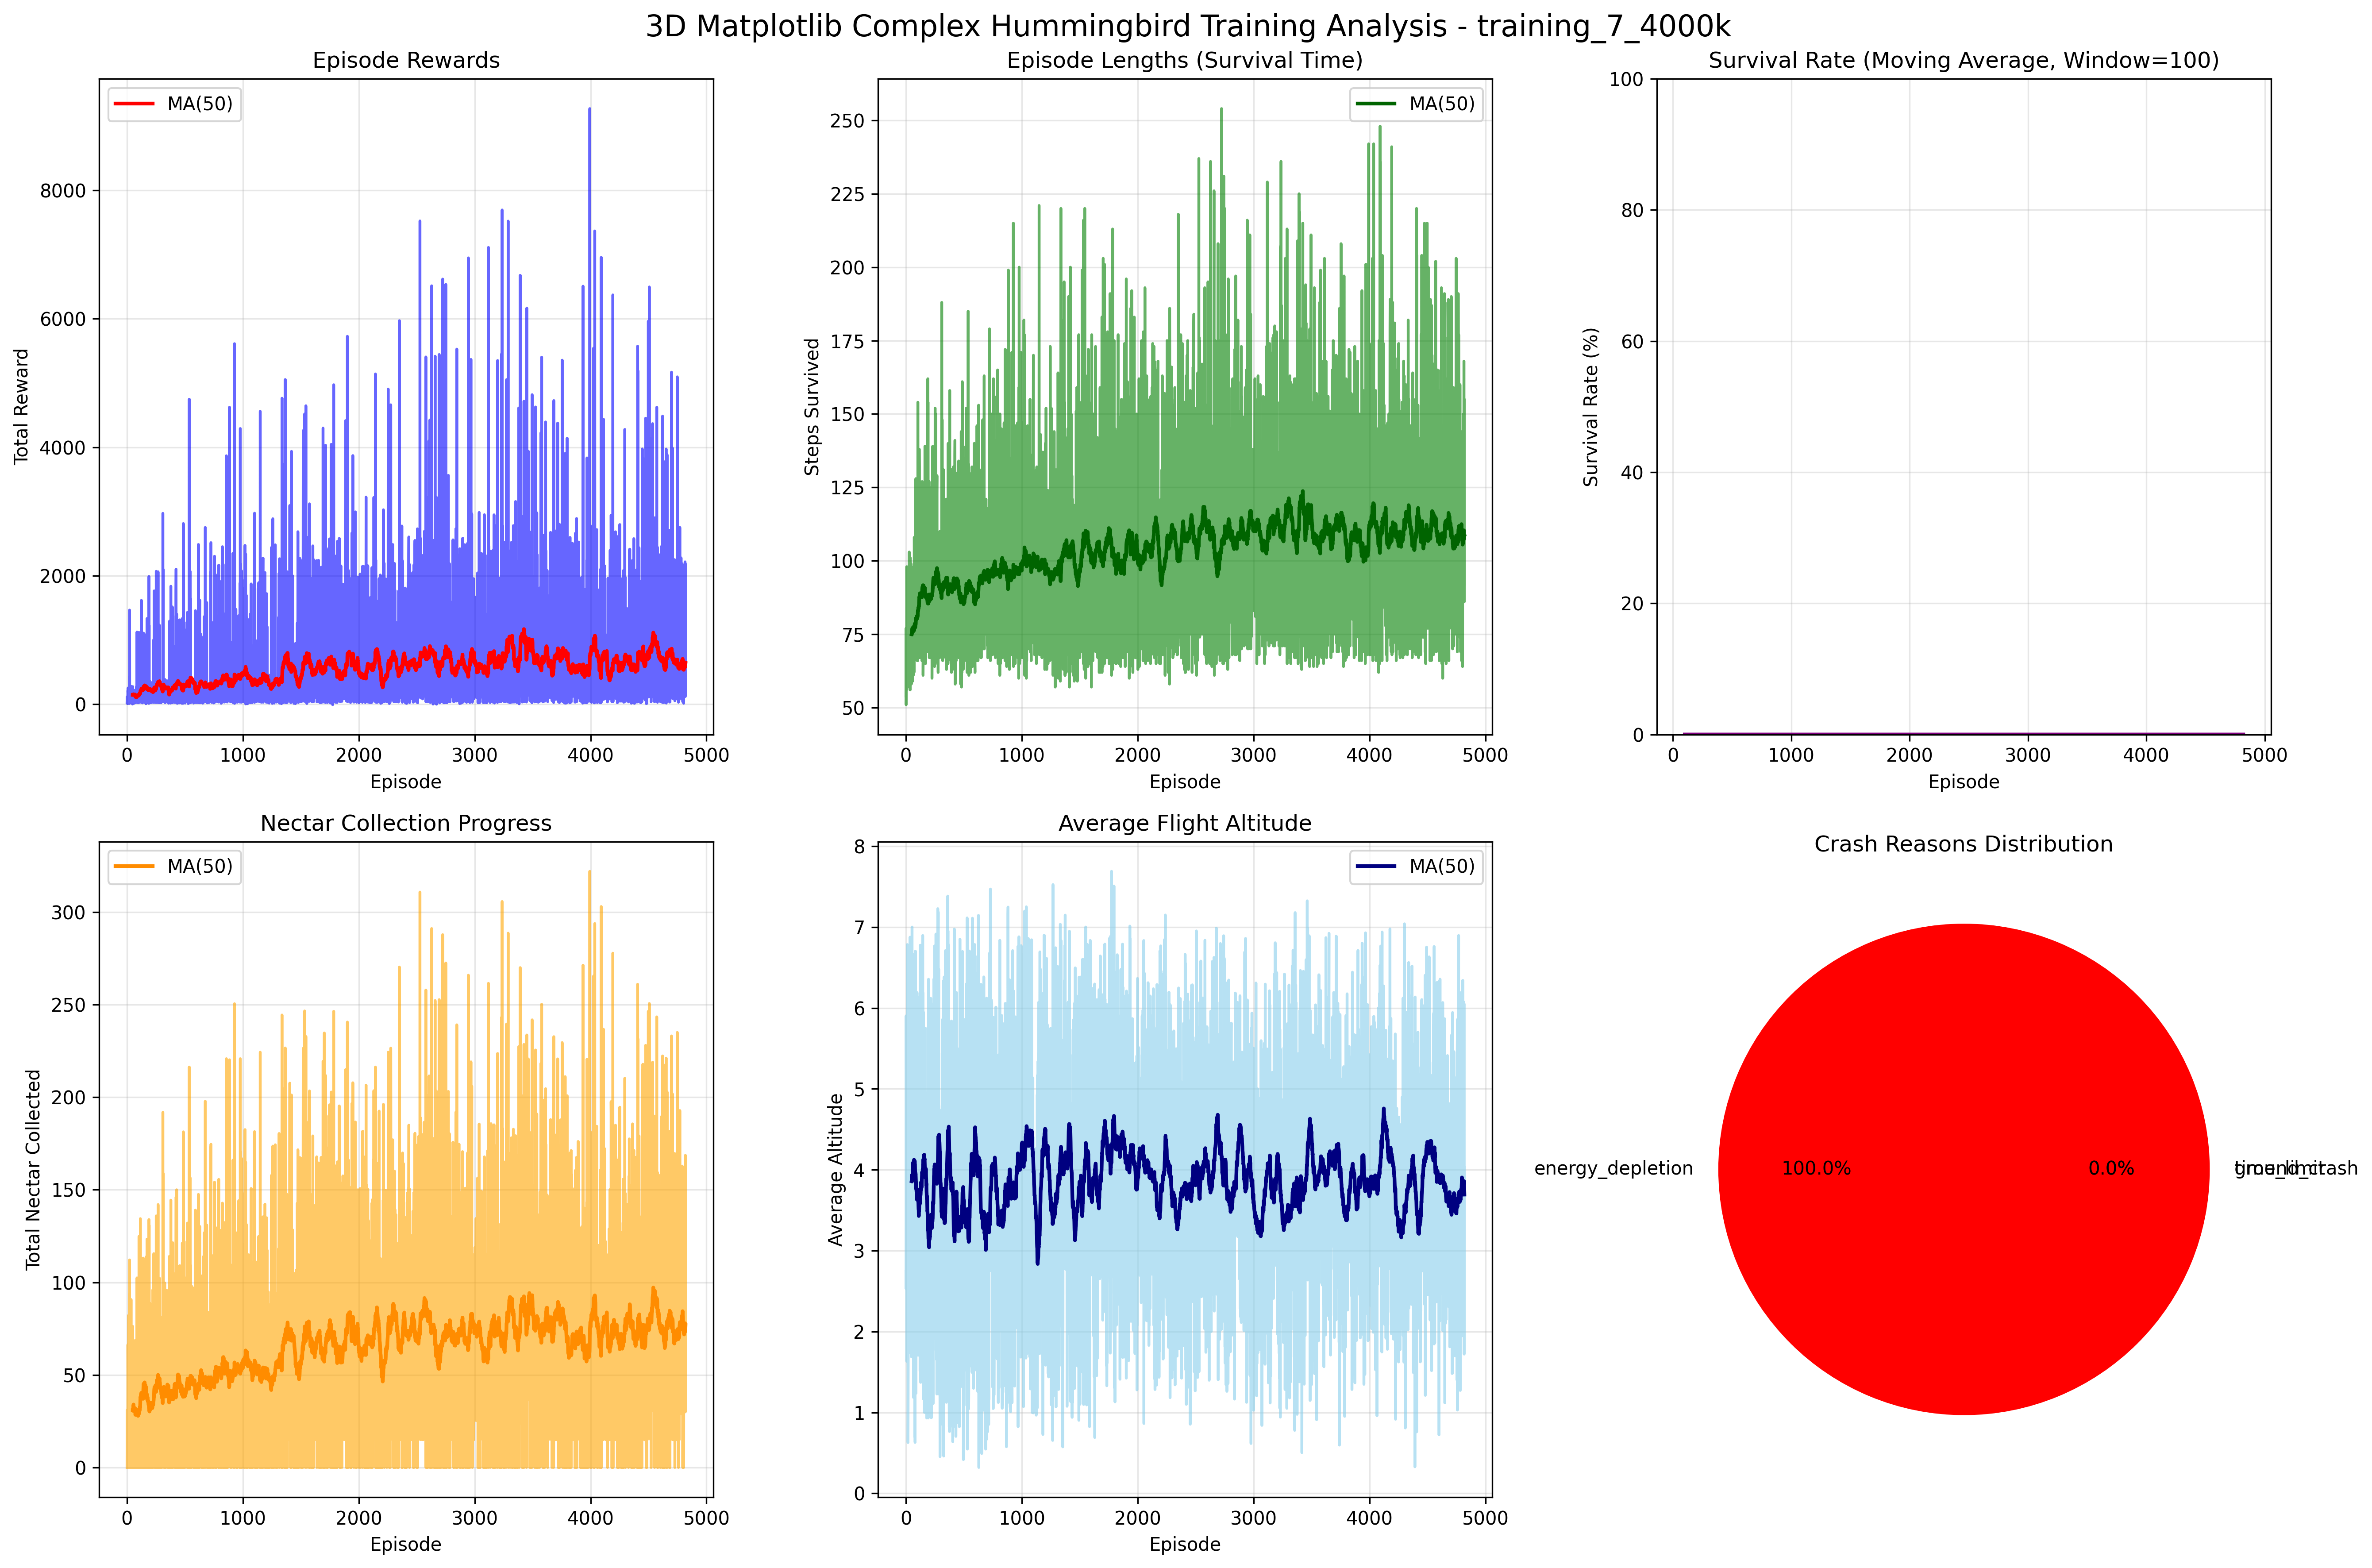 3D Matplotlib Complex Hummingbird Training Analysis - training_7_4000k
Episode Rewards
MA(50)
8000
6000
4000
2000
0
Total Reward
0 1000 2000 3000 4000 5000
Episode
Episode Lengths (Survival Time)
MA(50)
250
225
200
175
150
125
100
75
50
Steps Survived
0 1000 2000 3000 4000 5000
Episode
Survival Rate (Moving Average, Window=100)
100
80
60
40
20
0
Survival Rate (%)
0 1000 2000 3000 4000 5000
Episode
Nectar Collection Progress
MA(50)
300
250
200
150
100
50
0
Total Nectar Collected
0 1000 2000 3000 4000 5000
Episode
Average Flight Altitude
MA(50)
8
7
6
5
4
3
2
1
0
Average Altitude
0 1000 2000 3000 4000 5000
Episode
Crash Reasons Distribution
energy_depletion
100.0%
0.0%
time_limit
ground_crash